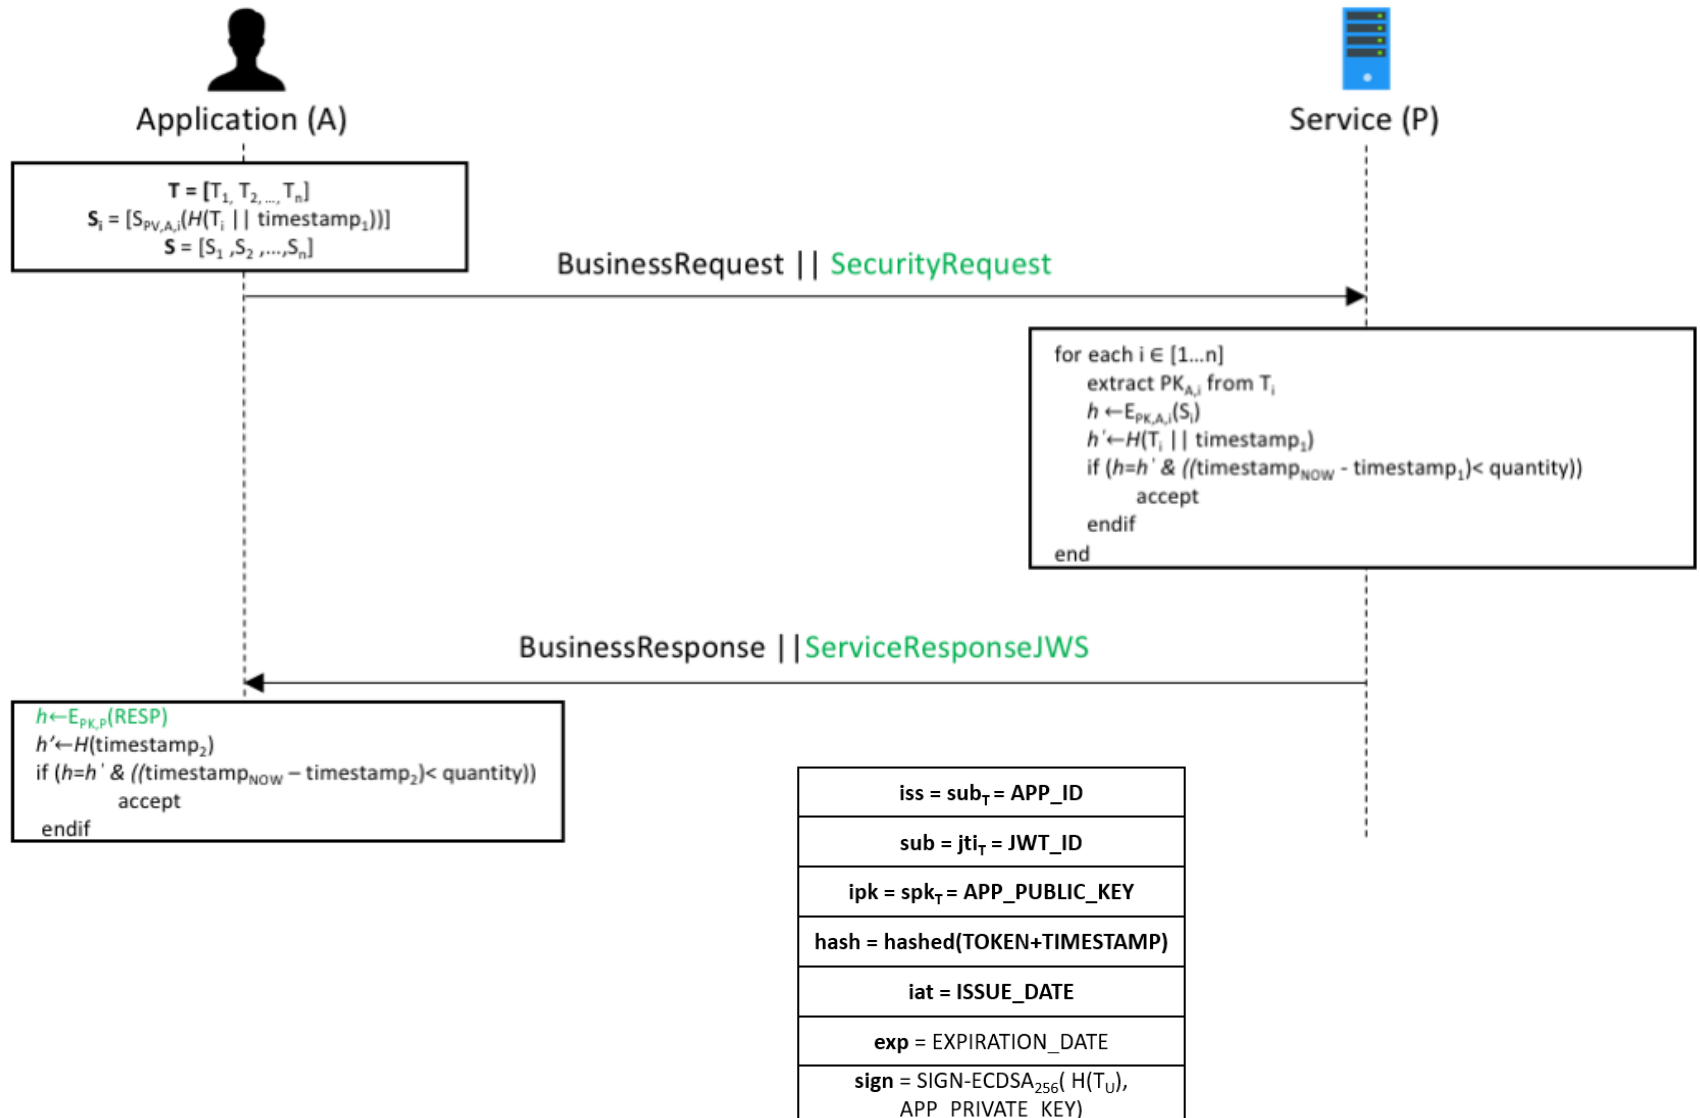 Application (A)
Service (P)
T = [T1, T2, ..., Tn]
Si = [SPV,A,i(H(Ti || timestamp1))]
S = [S1 ,S2 ,...,Sn]
BusinessRequest || SecurityRequest
for each i ∈ [1...n]
extract PKA,i from Ti
h ←EPK,A,i(Si)
h´←H(Ti || timestamp1)
if (h=h ' & ((timestampNOW - timestamp1)< quantity))
accept
endif
end
BusinessResponse ||ServiceResponseJWS
h←EPK,P(RESP)
h’←H(timestamp2)
if (h=h ' & ((timestampNOW – timestamp2)< quantity))
accept
endif
iss = subT = APP_ID
sub = jtiT = JWT_ID
ipk = spkT = APP_PUBLIC_KEY
hash = hashed(TOKEN+TIMESTAMP)
iat = ISSUE_DATE
exp = EXPIRATION_DATE
sign = SIGN-ECDSA256( H(TU),
APP_PRIVATE_KEY)